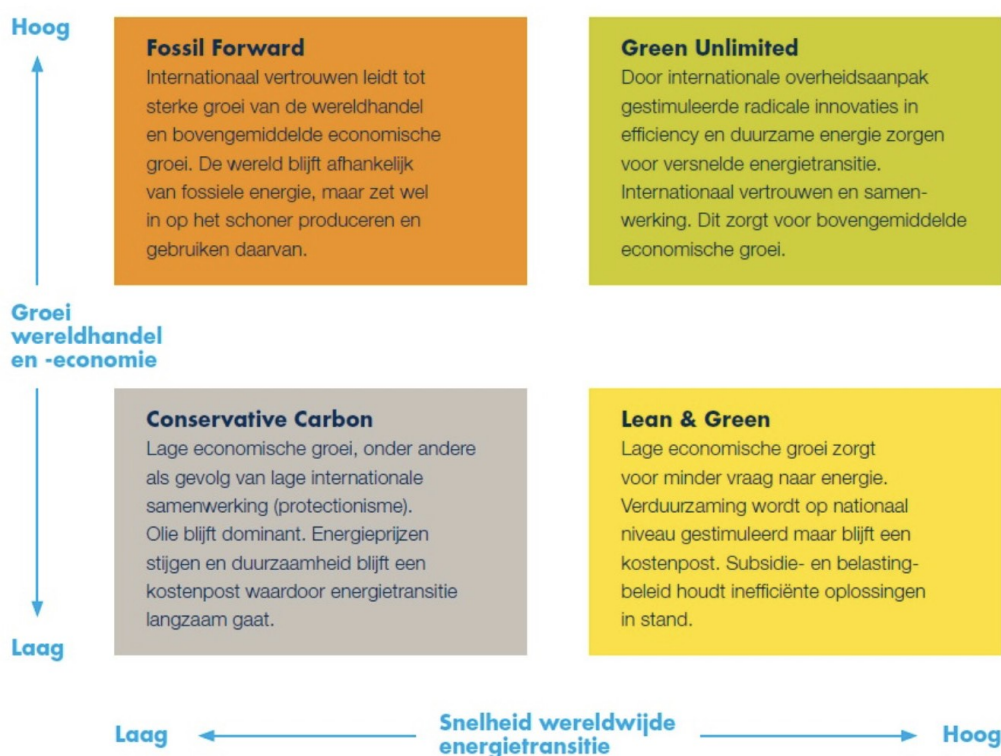 Hoog
Fossil Forward
Internationaal vertrouwen leidt tot
sterke groei van de wereldhandel
en bovengemiddelde economische
groei. De wereld blijft afhankelijk
van fossiele energie, maar zet wel
in op het schoner produceren en
gebruiken daarvan.
Green Unlimited
Door internationale overheidsaanpak
gestimuleerde radicale innovaties in
efficiency en duurzame energie zorgen
voor versnelde energietransitie.
Internationaal vertrouwen en samen-
werking. Dit zorgt voor bovengemiddelde
economische groei.
Groei
wereldhandel
en -economie
Conservative Carbon
Lage economische groei, onder andere
als gevolg van lage internationale
samenwerking (protectionisme).
Olie blijft dominant. Energieprijzen
stijgen en duurzaamheid blijft een
kostenpost waardoor energietransitie
langzaam gaat.
Lean & Green
Lage economische groei zorgt
voor minder vraag naar energie.
Verduurzaming wordt op nationaal
niveau gestimuleerd maar blijft een
kostenpost. Subsidie- en belasting-
beleid houdt inefficiënte oplossingen
in stand.
Laag
Laag
Snelheid wereldwijde
energietransitie
Hoog